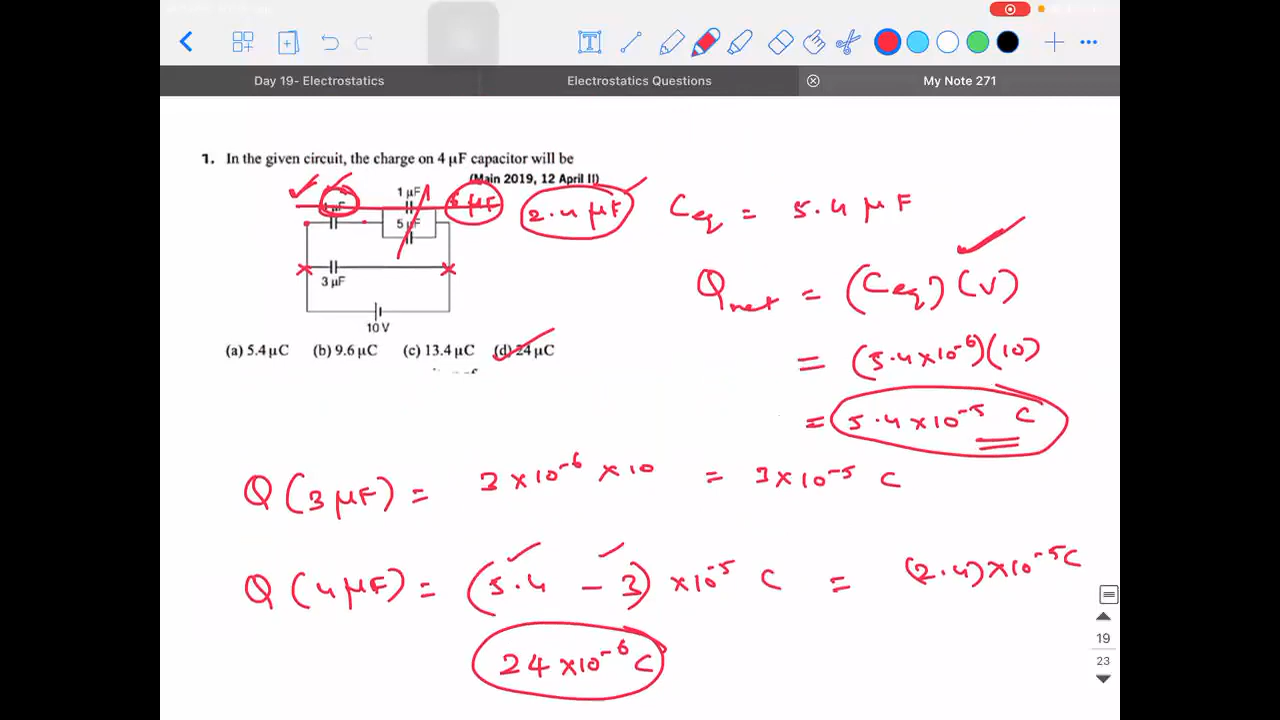 Day 19- Electrostatics
Electrostatics Questions
My Note 271
1. In the given circuit, the charge on 4 μF capacitor will be
(Main 2019, 12 April II)
1 μF
6 μF
2.4 μF
5 μF
3 μF
10 V
(a) 5.4 μC (b) 9.6 μC (c) 13.4 μC (d) 24 μC
Ceq = 5.4 μF
Qnet = (Ceq) (V)
= (5.4×10⁻⁶)(10)
= 5.4×10⁻⁵ C
Q (3 μF) = 3×10⁻⁶ × 10 = 3×10⁻⁵ C
Q (4 μF) = (5.4 - 3) ×10⁻⁵ C = (2.4)×10⁻⁵ C
24×10⁻⁶ C
19
23